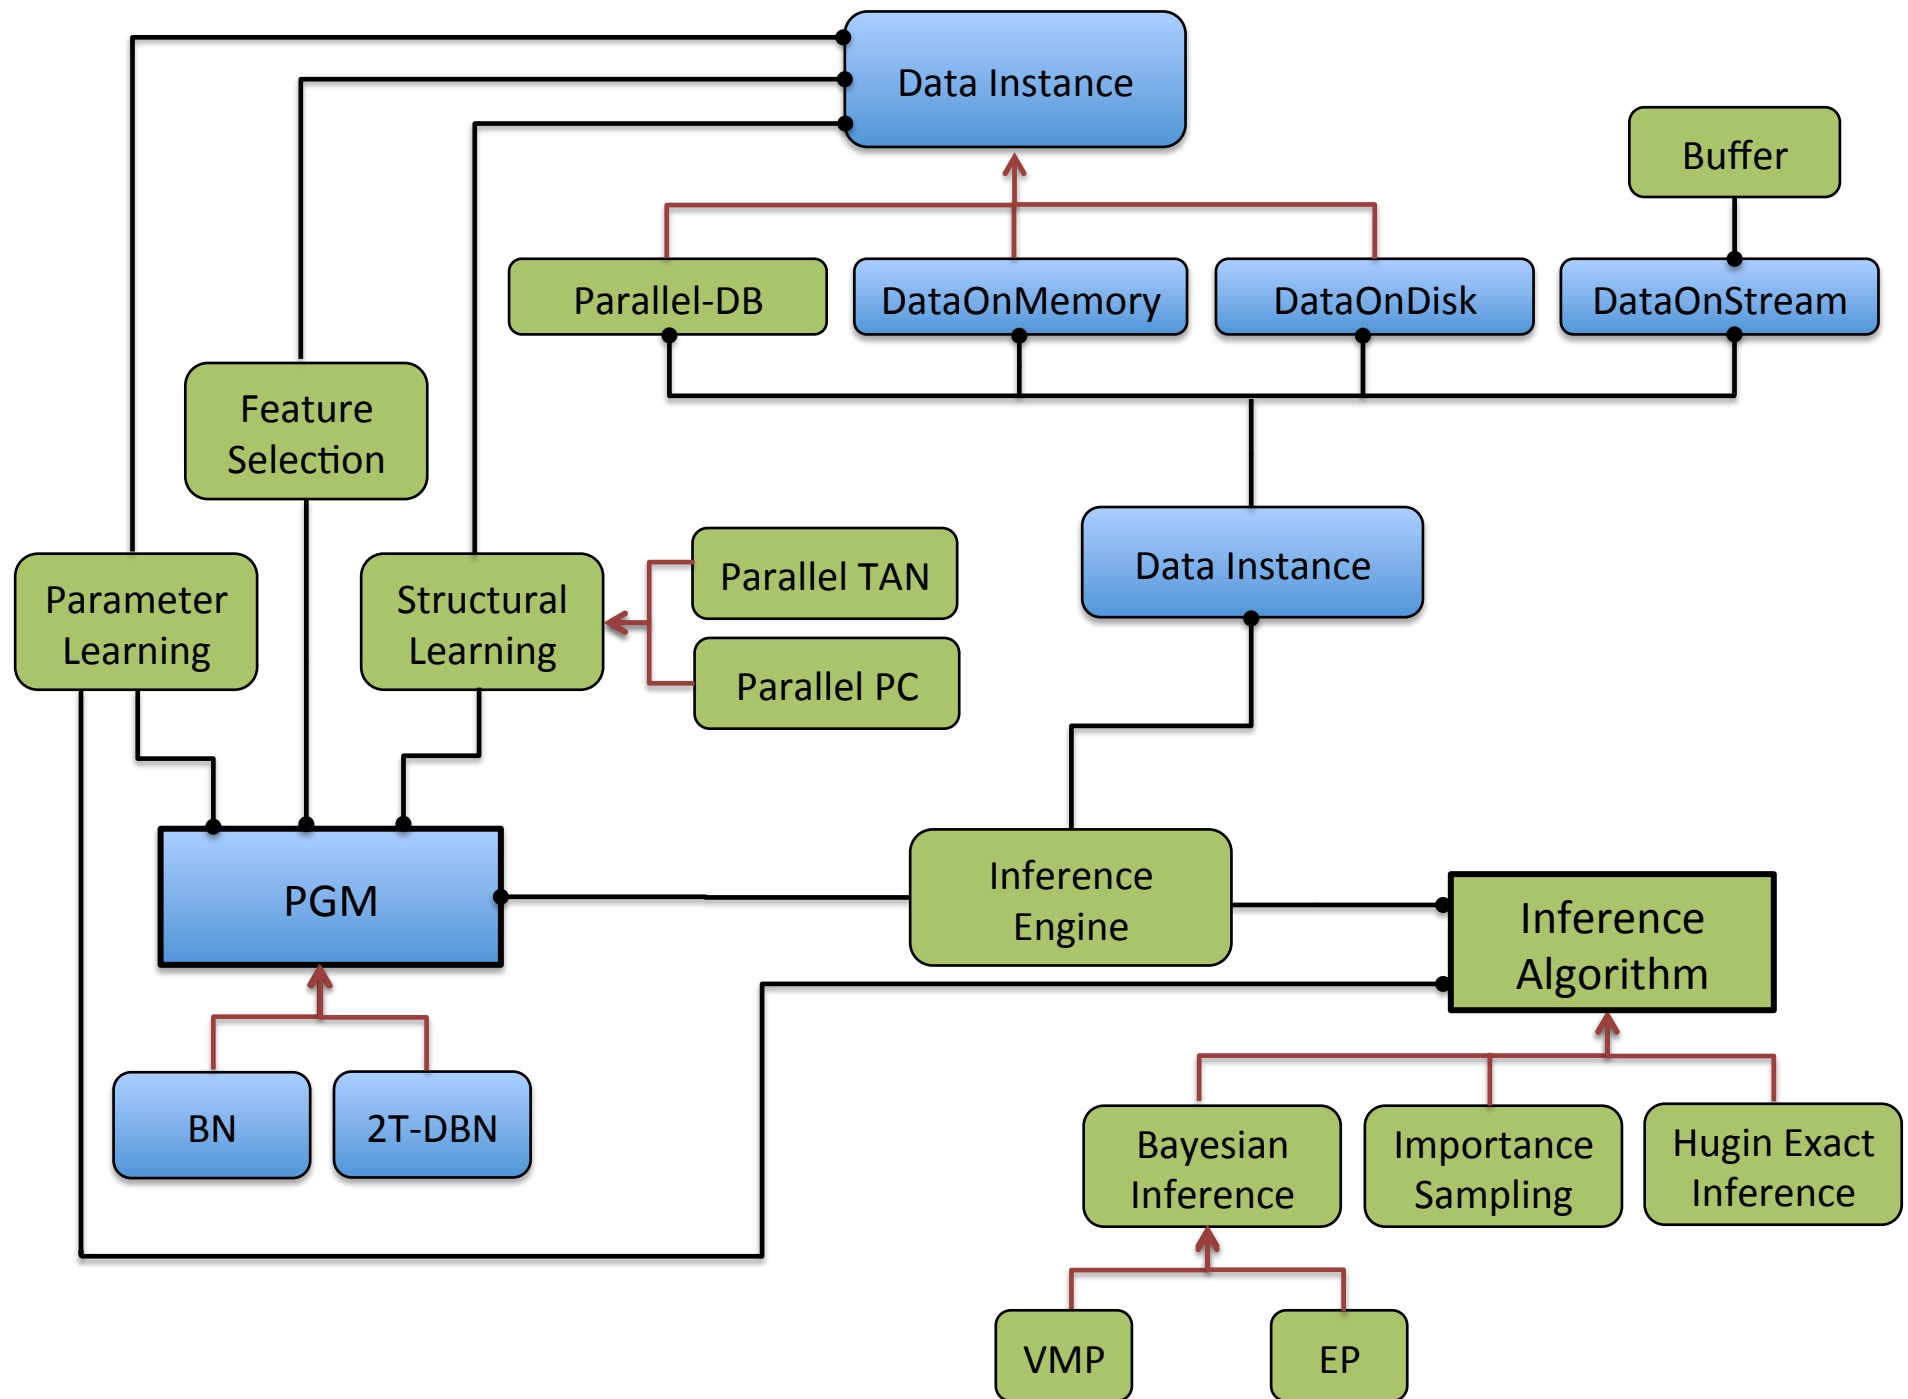 Data Instance
Buffer
Parallel-DB
DataOnMemory
DataOnDisk
DataOnStream
Feature
Selection
Parameter
Learning
Structural
Learning
Parallel TAN
Parallel PC
Data Instance
PGM
Inference
Engine
Inference
Algorithm
BN
2T-DBN
Bayesian
Inference
Importance
Sampling
Hugin Exact
Inference
VMP
EP